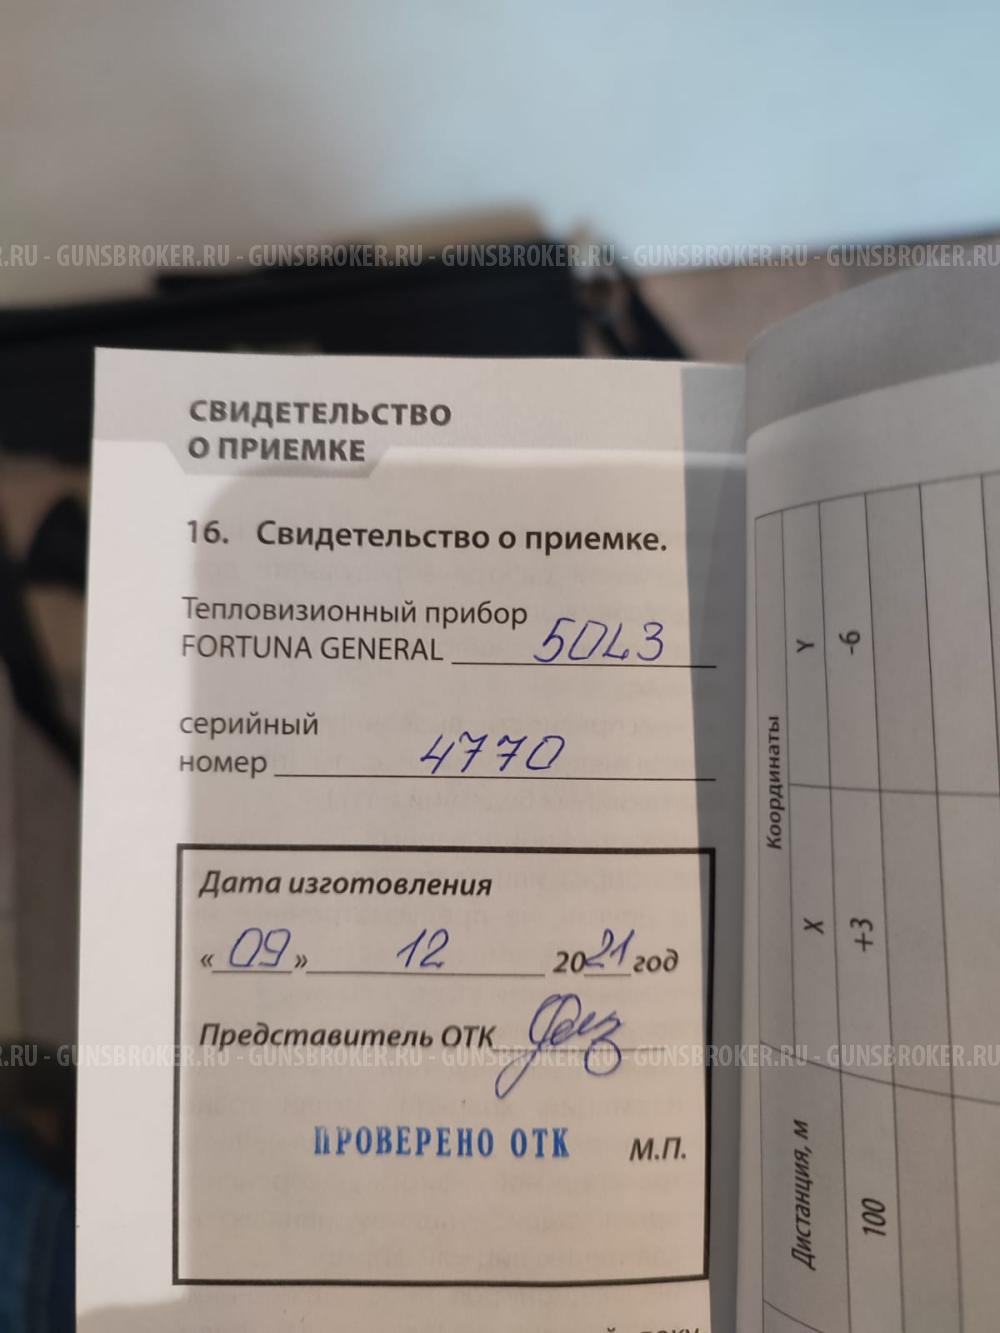 .RU - GUNSBROKER.RU - GUNSBROKER.RU - GUNSBROKER.RU - GUNSBROKER.RU - GUNSBROKER.RU
СВИДЕТЕЛЬСТВО
О ПРИЕМКЕ
16. Свидетельство о приемке.
Тепловизионный прибор
FORTUNA GENERAL 50L3
серийный
номер 4770
Дата изготовления
«09» 12 2021 год
Представитель ОТК
.RU - GUNSBROKER.RU - GUNSBROKER.RU - GUNSBROKER.RU - GUNSBROKER.RU - GUNSBROKER.RU
ПРОВЕРЕНО ОТК М.П.
Координаты
Дистанция, м X Y
100 +3 -6